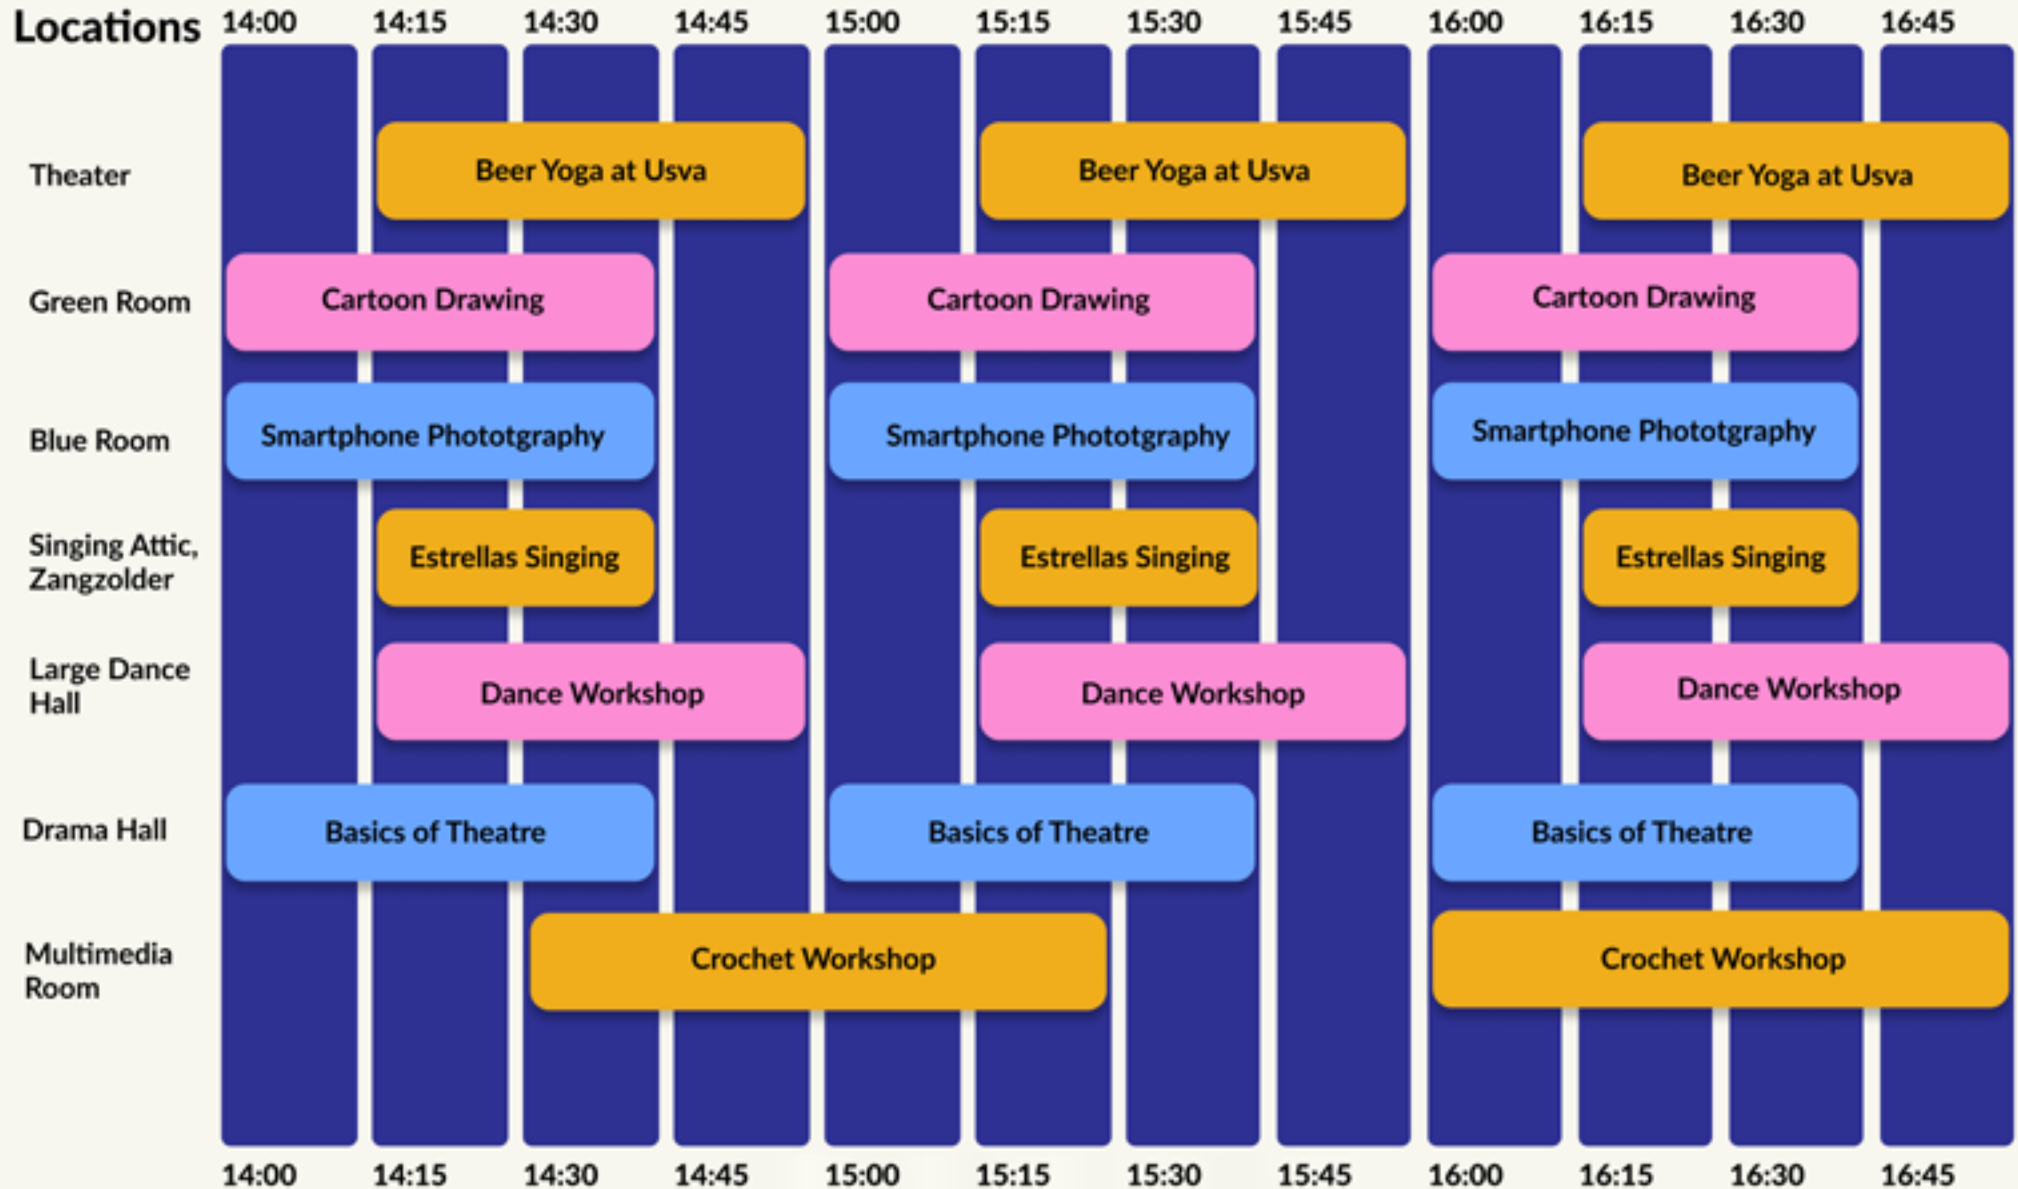 Locations 14:00 14:15 14:30 14:45 15:00 15:15 15:30 15:45 16:00 16:15 16:30 16:45
Theater Beer Yoga at Usva Beer Yoga at Usva Beer Yoga at Usva
Green Room Cartoon Drawing Cartoon Drawing Cartoon Drawing
Blue Room Smartphone Phototgraphy Smartphone Phototgraphy Smartphone Phototgraphy
Singing Attic,
Zangzolder Estrellas Singing Estrellas Singing Estrellas Singing
Large Dance
Hall Dance Workshop Dance Workshop Dance Workshop
Drama Hall Basics of Theatre Basics of Theatre Basics of Theatre
Multimedia
Room Crochet Workshop Crochet Workshop
14:00 14:15 14:30 14:45 15:00 15:15 15:30 15:45 16:00 16:15 16:30 16:45